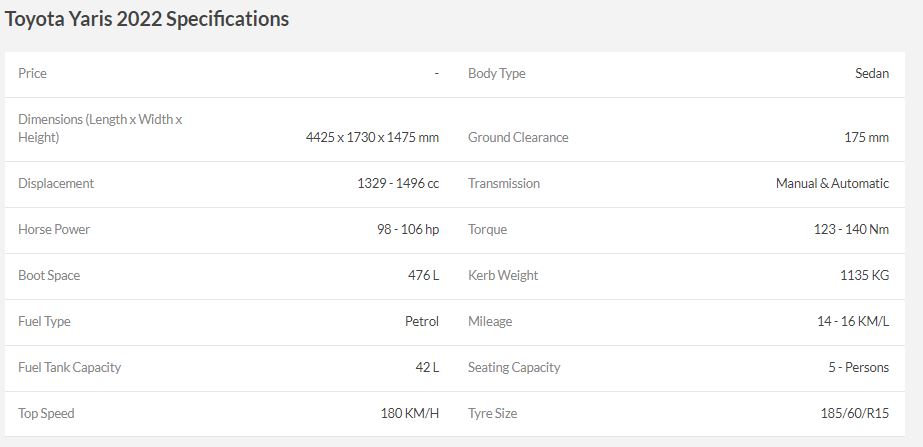 Toyota Yaris 2022 Specifications
Price - Body Type Sedan
Dimensions (Length x Width x
Height) 4425 x 1730 x 1475 mm Ground Clearance 175 mm
Displacement 1329 - 1496 cc Transmission Manual & Automatic
Horse Power 98 - 106 hp Torque 123 - 140 Nm
Boot Space 476 L Kerb Weight 1135 KG
Fuel Type Petrol Mileage 14 - 16 KM/L
Fuel Tank Capacity 42 L Seating Capacity 5 - Persons
Top Speed 180 KM/H Tyre Size 185/60/R15